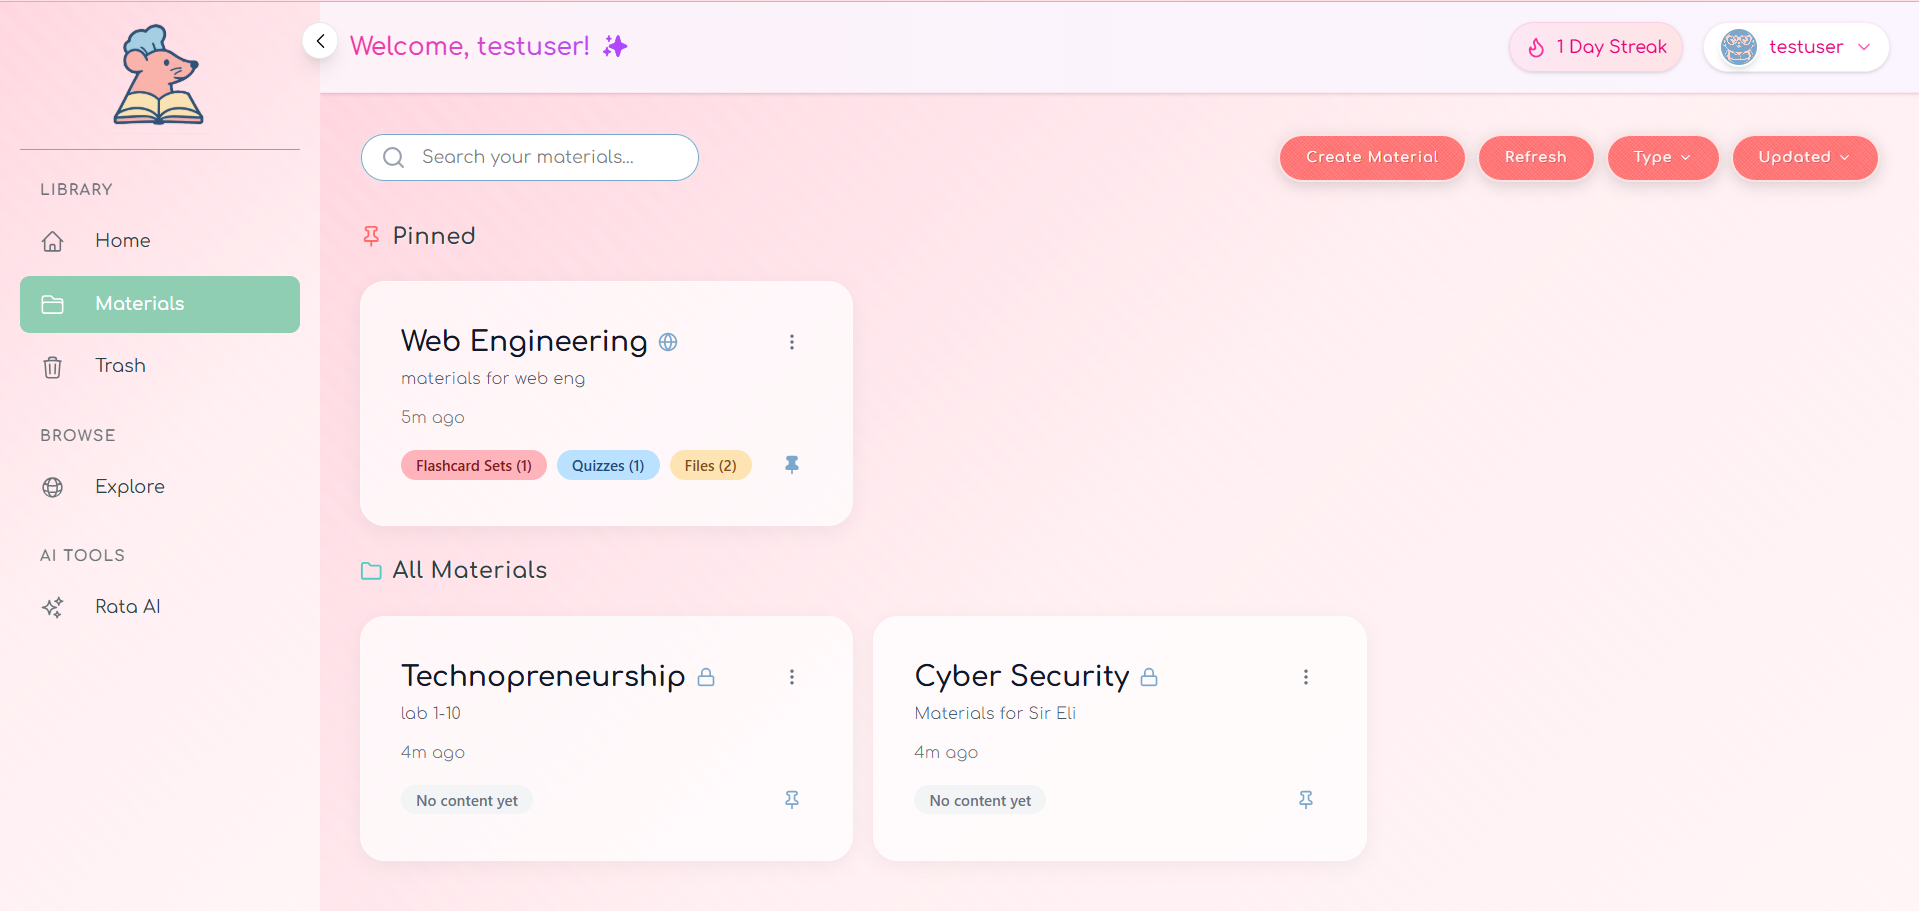 Welcome, testuser!
1 Day Streak
testuser
LIBRARY
Home
Materials
Trash
BROWSE
Explore
AI TOOLS
Rata AI
Search your materials...
Create Material
Refresh
Type
Updated
Pinned
Web Engineering
materials for web eng
5m ago
Flashcard Sets (1) Quizzes (1) Files (2)
All Materials
Technopreneurship
lab 1-10
4m ago
No content yet
Cyber Security
Materials for Sir Eli
4m ago
No content yet